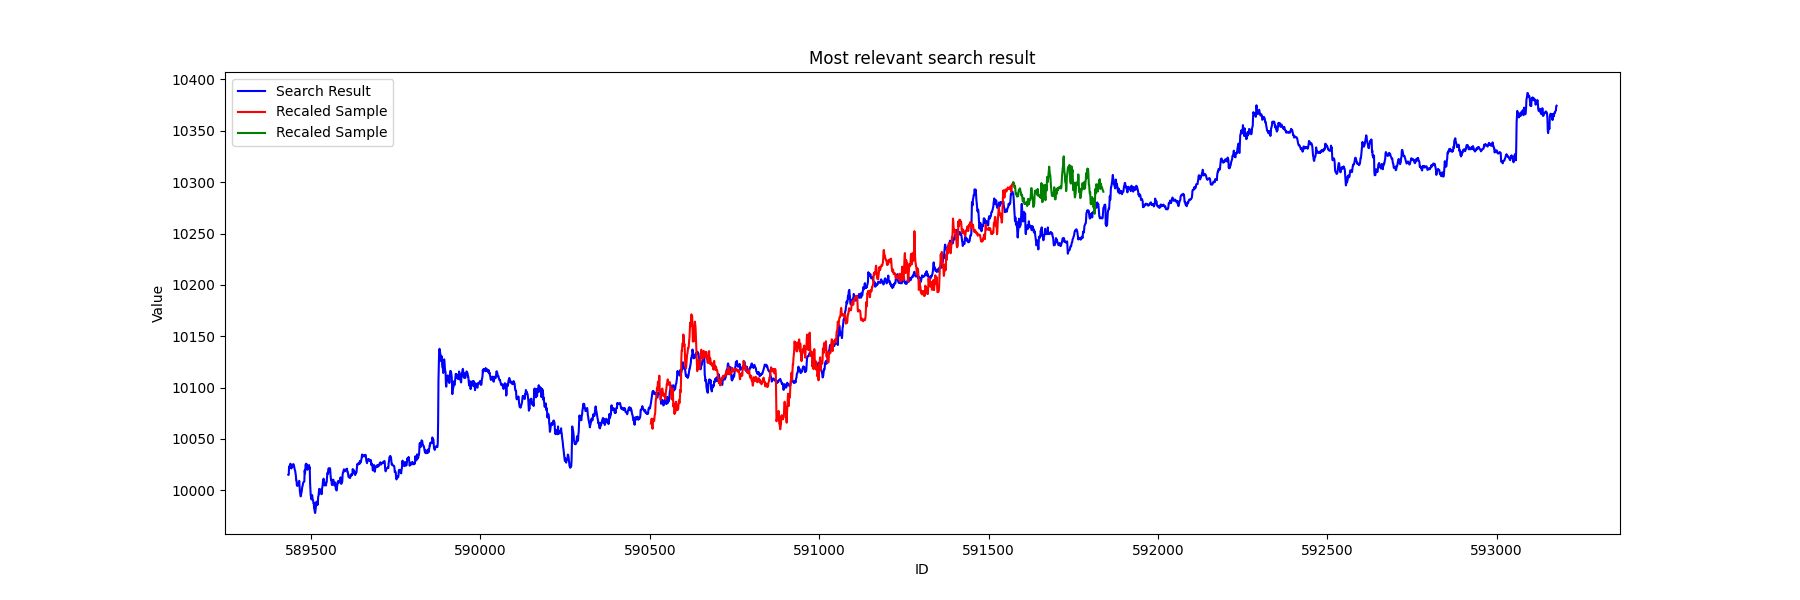 Most relevant search result
Search Result
Recaled Sample
Recaled Sample
10400
10350
10300
10250
10200
10150
10100
10050
10000
Value
589500 590000 590500 591000 591500 592000 592500 593000
ID